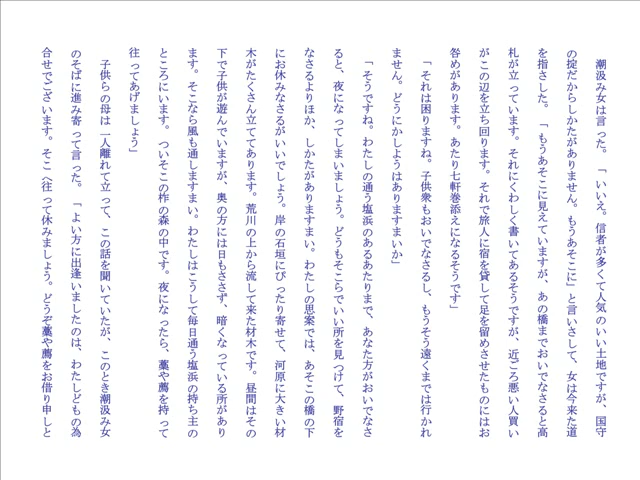 潮汲み女は言った。「いいえ。信者が多くて人気のいい土地ですが、国守
の掟だからしかたがありません。もうあそこに」と言いさして、女は今来た道
を指さした。「もうあそこに見えていますが、あの橋までおいでなさると高
札が立っています。それにくわしく書いてあるそうですが、近ごろ悪い人買い
がこの辺を立ち回ります。それで旅人に宿を貸して足を留めさせたものにはお
咎めがあります。あたり七軒巻添えになるそうです」
「それは困りますね。子供衆もおいでなさるし、もうそう遠くまでは行かれ
ません。どうにかしようはありますまいか」
「そうですね。わたしの通う塩浜のあるあたりまで、あなた方がおいでなさ
ると、夜になってしまいましょう。どうもそこらでいい所を見つけて、野宿を
なさるよりほか、しかたがありますまい。わたしの思案では、あそこの橋の下
にお休みなさるがいいでしょう。岸の石垣にぴったり寄せて、河原に大きい材
木がたくさん立ててあります。荒川の上から流して来た材木です。昼間はその
下で子供が遊んでいますが、奥の方には日もささず、暗くなっている所があり
ます。そこなら風も通しますまい。わたしはこうして毎日通う塩浜の持ち主の
ところにいます。ついそこの柞の森の中です。夜になったら、藁や薦を持って
往ってあげましょう」
子供らの母は一人離れて立って、この話を聞いていたが、このとき潮汲み女
のそばに進み寄って言った。「よい方に出逢いましたのは、わたしどもの為
合せでございます。そこへ往って休みましょう。どうぞ藁や薦をお借り申しと